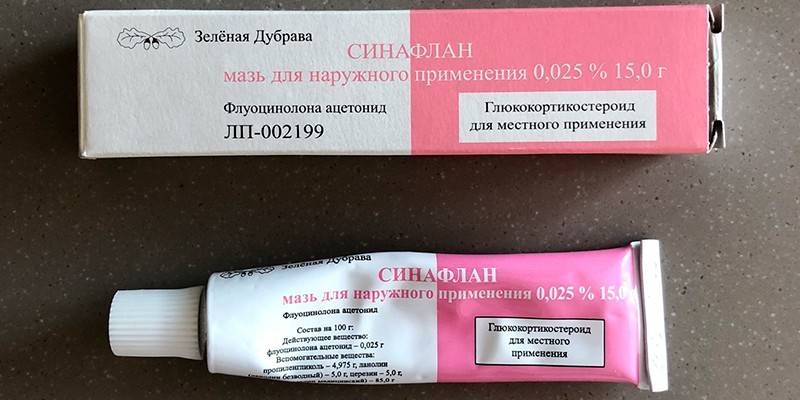 Зелёная Дубрава
СИНАФЛАН
мазь для наружного применения 0,025 % 15,0 г
Флуоцинолона ацетонид
ЛП-002199
Глюкокортикостероид
для местного применения
Зелёная Дубрава
СИНАФЛАН
мазь для наружного применения 0,025 % 15,0
Флуоцинолона ацетонид
Состав на 100 г:
Действующее вещество:
флуоцинолона ацетонид – 0,025 г
Вспомогательные вещества:
пропиленгликоль – 4,975 г, ланолин
безводный) – 5,0 г, церезин – 5,0 г,
– 85,0 г
Глюкокортикостероид
для местного
применения